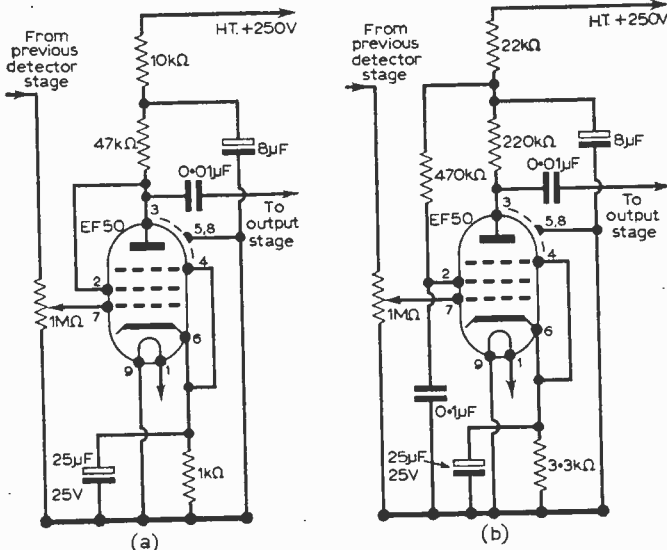 From
previous
detector
stage
H.T. +250V
10kΩ
47kΩ
8µF
0·01µF
To
output
stage
EF50
3
5,8
4
2
7
1MΩ
6
9
1
25µF
25V
1kΩ
(a)
From
previous
detector
stage
H.T. +250V
22kΩ
220kΩ
470kΩ
8µF
0·01µF
To
output
stage
EF50
3
5,8
4
2
7
1MΩ
6
9
1
0·1µF
25µF
25V
3·3kΩ
(b)